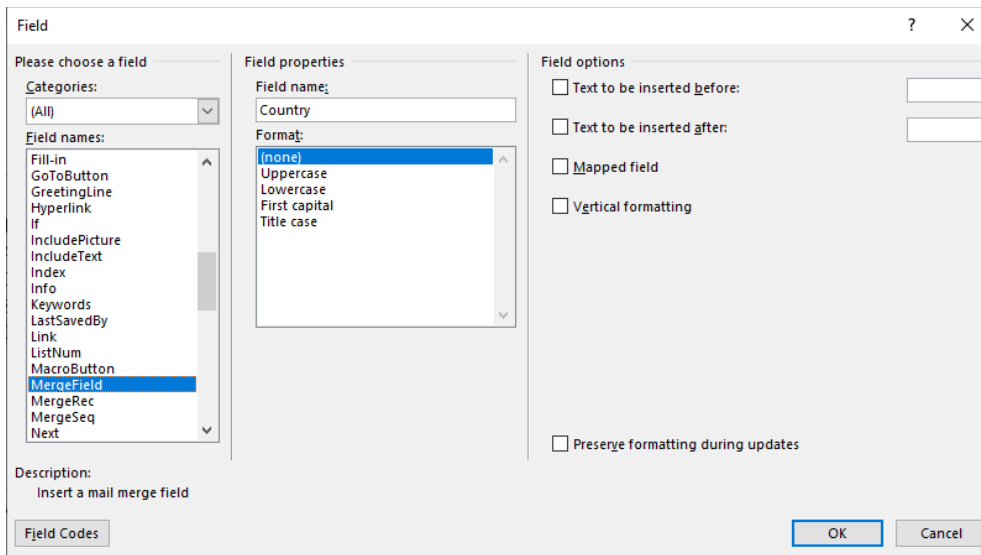 Field
? ×
Please choose a field
Categories:
(All)
Field names:
Fill-in
GoToButton
GreetingLine
Hyperlink
If
IncludePicture
IncludeText
Index
Info
Keywords
LastSavedBy
Link
ListNum
MacroButton
MergeField
MergeRec
MergeSeq
Next
Field properties
Field name:
Country
Format:
(none)
Uppercase
Lowercase
First capital
Title case
Field options
Text to be inserted before:
Text to be inserted after:
Mapped field
Vertical formatting
Preserve formatting during updates
Description:
Insert a mail merge field
Field Codes
OK
Cancel